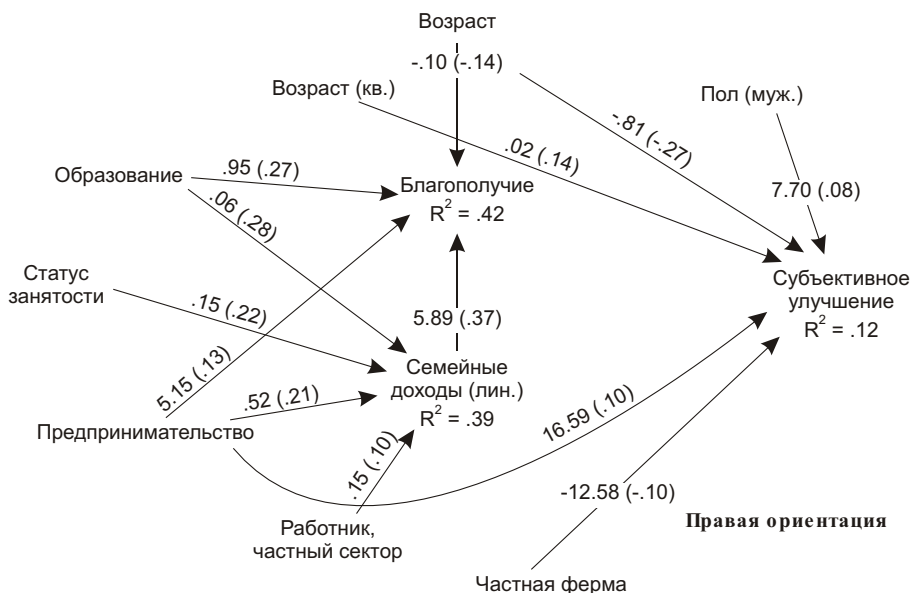 Возраст
-.10 (-.14)
Возраст (кв.)
Пол (муж.)
-.81 (-.27)
.02 (.14)
Образование
.95 (.27)
Благополучие
R² = .42
7.70 (.08)
.06 (.28)
Статус
занятости
.15 (.22)
Субъективное
улучшение
R² = .12
5.89 (.37)
5.15 (.13)
Семейные
доходы (лин.)
R² = .39
.52 (.21)
Предпринимательство
16.59 (.10)
.15 (.10)
-12.58 (-.10)
Правая ориентация
Работник,
частный сектор
Частная ферма